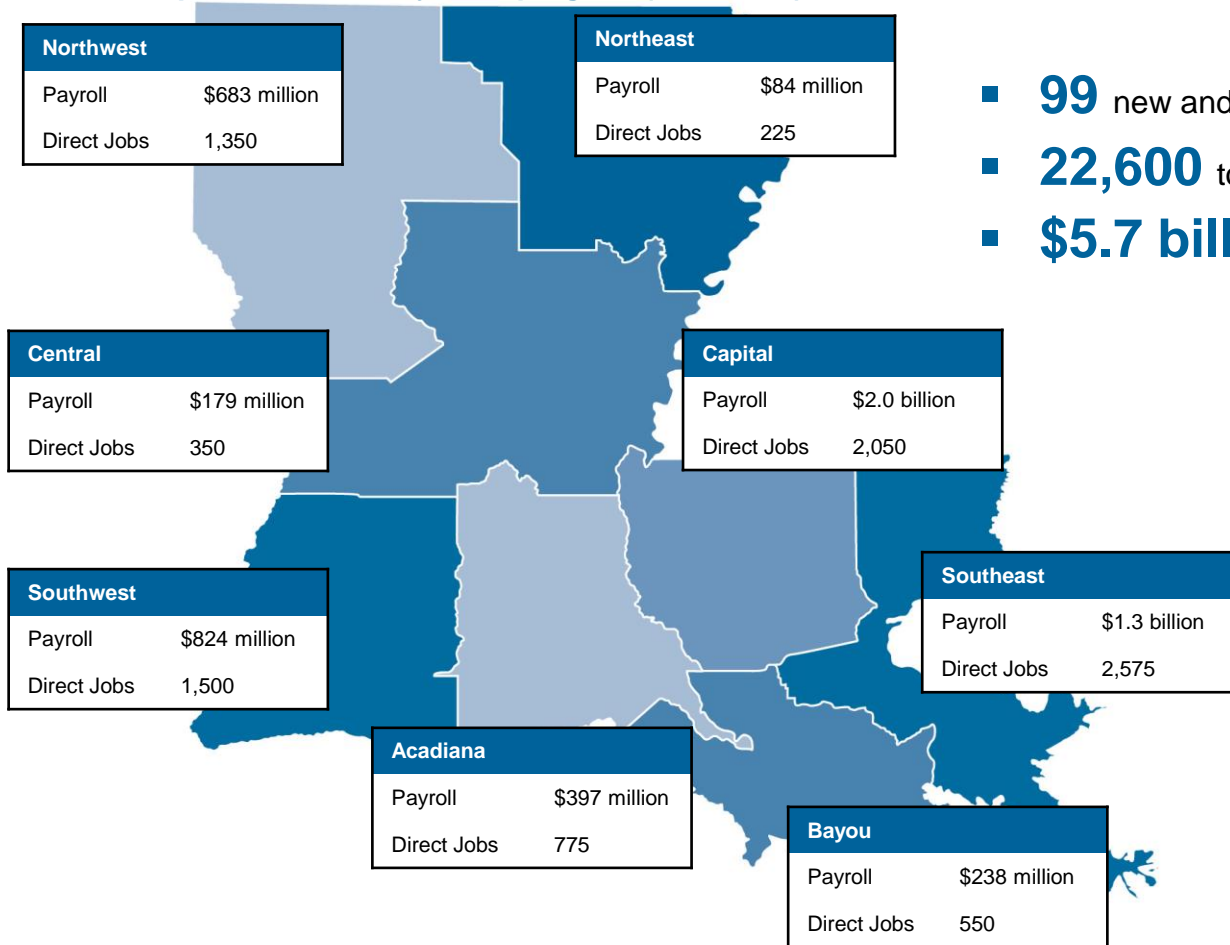 Northwest
Payroll $683 million
Direct Jobs 1,350
Northeast
Payroll $84 million
Direct Jobs 225
99 new and
22,600
$5.7
Central
Payroll $179 million
Direct Jobs 350
Capital
Payroll $2.0 billion
Direct Jobs 2,050
Southwest
Payroll $824 million
Direct Jobs 1,500
Southeast
Payroll $1.3 billion
Direct Jobs 2,575
Acadiana
Payroll $397 million
Direct Jobs 775
Bayou
Payroll $238 million
Direct Jobs 550